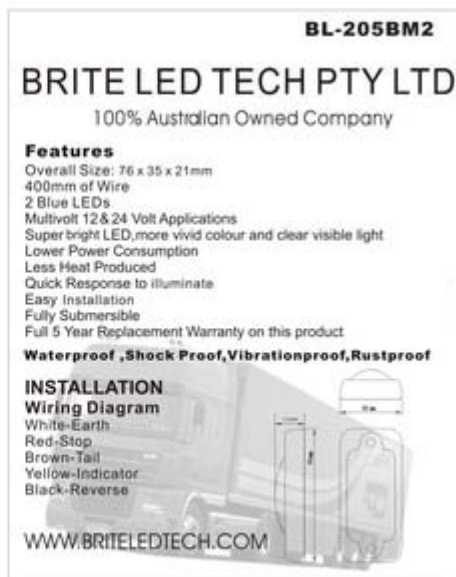 BL-205BM2
BRITE LED TECH PTY LTD
100% Australian Owned Company
Features
Overall Size: 76 x 35 x 21mm
400mm of Wire
2 Blue LEDs
Multivolt 12 & 24 Volt Applications
Super bright LED,more vivid colour and clear visible light
Lower Power Consumption
Less Heat Produced
Quick Response to illuminate
Easy Installation
Fully Submersible
Full 5 Year Replacement Warranty on this product
Waterproof ,Shock Proof,Vibrationproof,Rustproof
INSTALLATION
Wiring Diagram
White-Earth
Red-Stop
Brown-Tail
Yellow-Indicator
Black-Reverse
WWW.BRITELEDTECH.COM